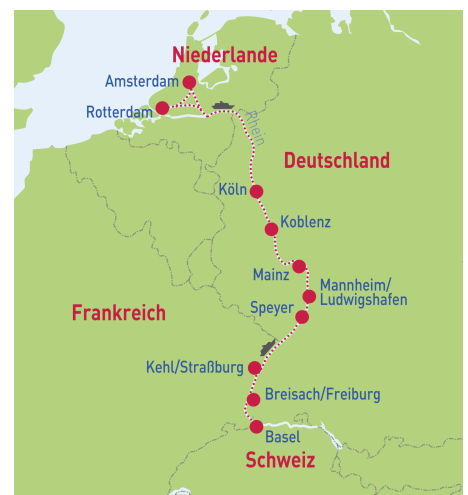 Niederlande
Amsterdam
Rotterdam
Rhein
Deutschland
Köln
Koblenz
Mainz
Mannheim/
Ludwigshafen
Speyer
Frankreich
Kehl/Straßburg
Breisach/Freiburg
Basel
Schweiz